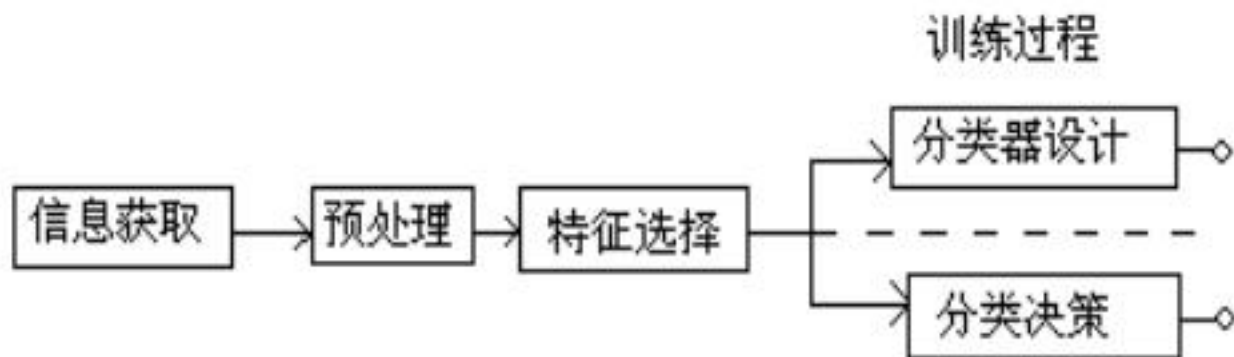 训练过程
分类器设计
信息获取
预处理
特征选择
分类决策